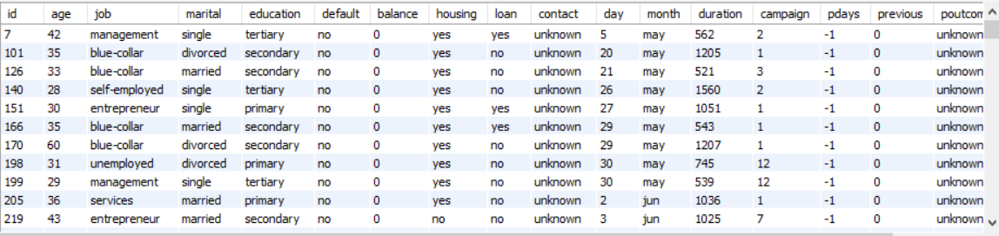 id age job marital education default balance housing loan contact day month duration campaign pdays previous poutcom
7 42 management single tertiary no 0 yes yes unknown 5 may 562 2 -1 0 unknown
101 35 blue-collar divorced secondary no 0 yes no unknown 20 may 1205 1 -1 0 unknown
126 33 blue-collar married secondary no 0 yes no unknown 21 may 521 3 -1 0 unknown
140 28 self-employed single tertiary no 0 yes no unknown 26 may 1560 2 -1 0 unknown
151 30 entrepreneur single primary no 0 yes yes unknown 27 may 1051 1 -1 0 unknown
166 35 blue-collar married secondary no 0 yes yes unknown 29 may 543 1 -1 0 unknown
170 60 blue-collar divorced secondary no 0 yes no unknown 29 may 1207 1 -1 0 unknown
198 31 unemployed divorced primary no 0 yes no unknown 30 may 745 12 -1 0 unknown
199 29 management single tertiary no 0 yes no unknown 30 may 539 12 -1 0 unknown
205 36 services married primary no 0 yes no unknown 2 jun 1036 1 -1 0 unknown
219 43 entrepreneur married secondary no 0 no no unknown 3 jun 1025 7 -1 0 unknown